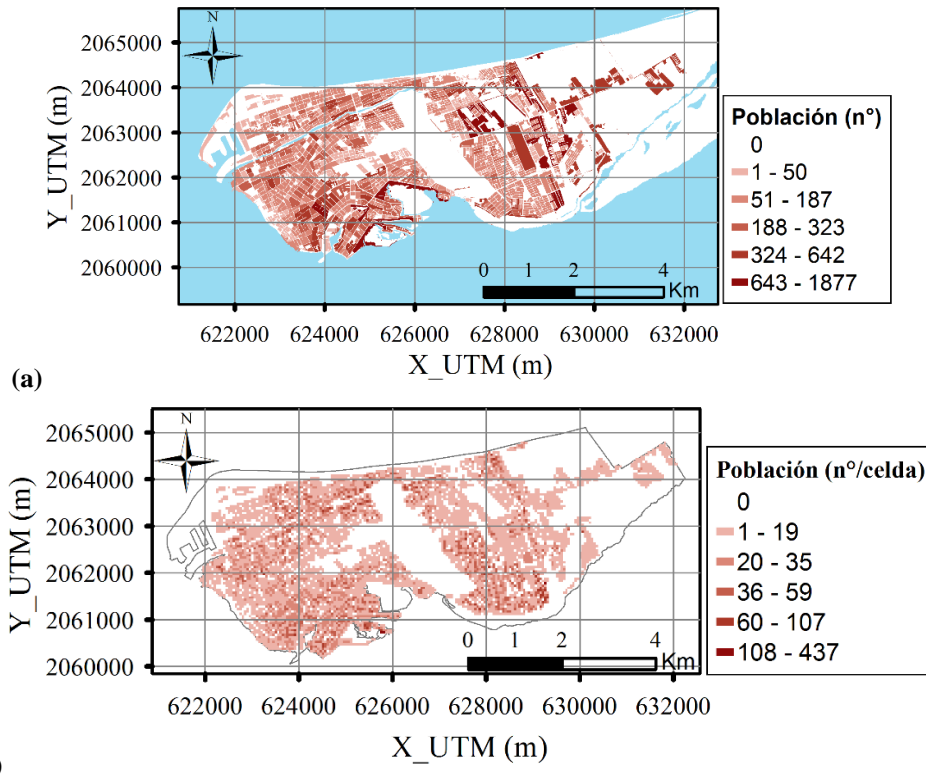 N
2065000
2064000
2063000
2062000
2061000
2060000
Y_UTM (m)
0 1 2 4
Km
622000 624000 626000 628000 630000 632000
X_UTM (m)
Población (n°)
0
1 - 50
51 - 187
188 - 323
324 - 642
643 - 1877
(a)
N
2065000
2064000
2063000
2062000
2061000
2060000
Y_UTM (m)
0 1 2 4
Km
622000 624000 626000 628000 630000 632000
X_UTM (m)
Población (n°/celda)
0
1 - 19
20 - 35
36 - 59
60 - 107
108 - 437
)